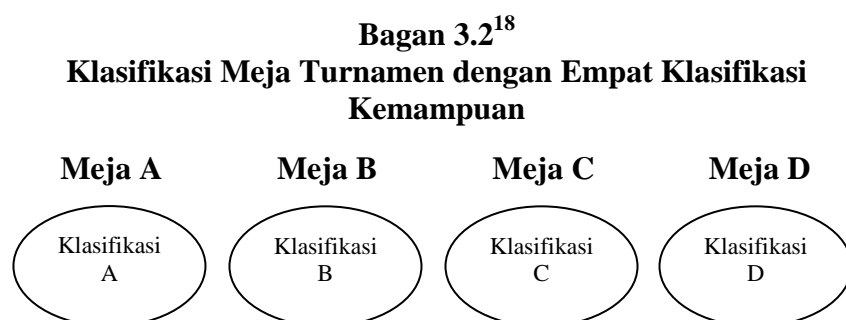 Bagan 3.2¹⁸
Klasifikasi Meja Turnamen dengan Empat Klasifikasi
Kemampuan
Meja A Meja B Meja C Meja D
Klasifikasi Klasifikasi Klasifikasi Klasifikasi
A B C D